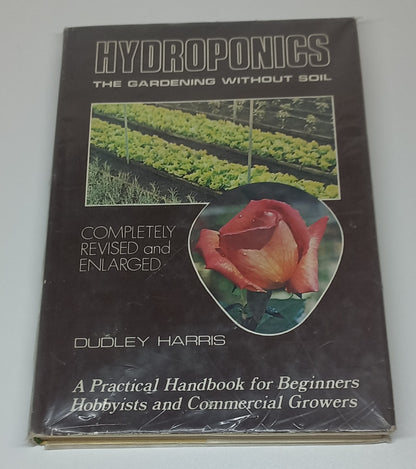 HYDROPONICS
THE GARDENING WITHOUT SOIL
COMPLETELY
REVISED and
ENLARGED
DUDLEY HARRIS
A Practical Handbook for Beginners
Hobbyists and Commercial Growers